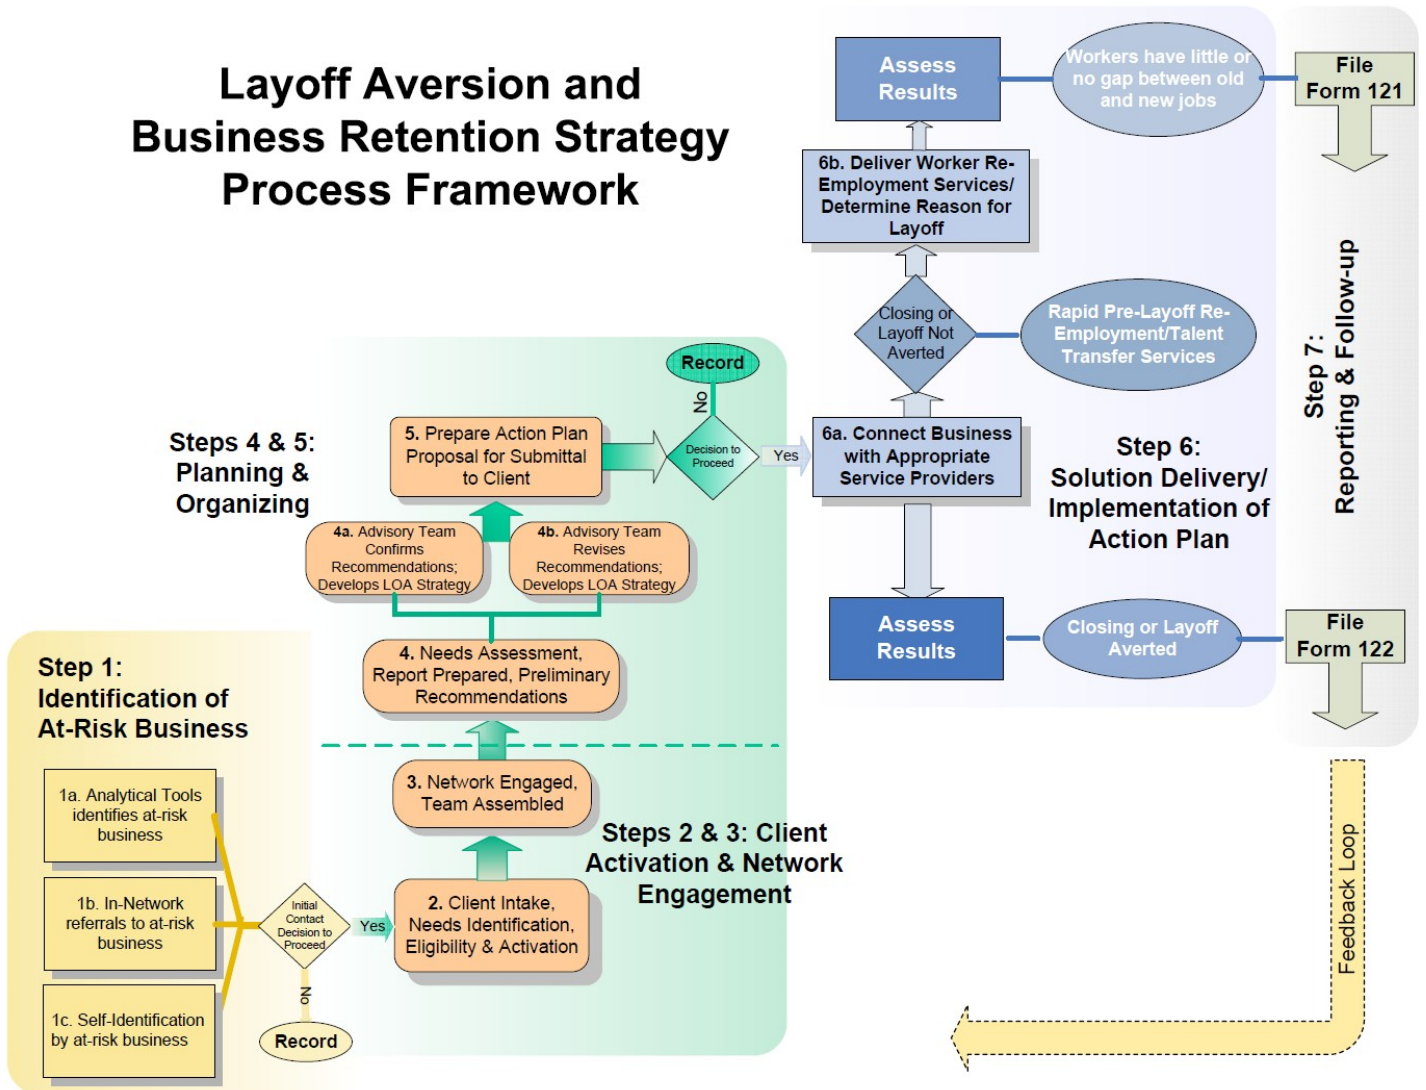 Layoff Aversion and
Business Retention Strategy
Process Framework
Assess
Results
Workers have little or
no gap between old
and new jobs
File
Form 121
6b. Deliver Worker Re-
Employment Services/
Determine Reason for
Layoff
Closing or
Layoff Not
Averted
Rapid Pre-Layoff Re-
Employment/Talent
Transfer Services
Step 7:
Reporting & Follow-up
Record
No
Steps 4 & 5:
Planning &
Organizing
5. Prepare Action Plan
Proposal for Submittal
to Client
Decision to
Proceed
Yes
6a. Connect Business
with Appropriate
Service Providers
Step 6:
Solution Delivery/
Implementation of
Action Plan
4a. Advisory Team
Confirms
Recommendations;
Develops LOA Strategy
4b. Advisory Team
Revises
Recommendations;
Develops LOA Strategy
Assess
Results
Closing or Layoff
Averted
File
Form 122
4. Needs Assessment,
Report Prepared, Preliminary
Recommendations
Step 1:
Identification of
At-Risk Business
3. Network Engaged,
Team Assembled
Steps 2 & 3: Client
Activation & Network
Engagement
1a. Analytical Tools
identifies at-risk
business
1b. In-Network
referrals to at-risk
business
1c. Self-Identification
by at-risk business
Initial
Contact
Decision to
Proceed
Yes
2. Client Intake,
Needs Identification,
Eligibility & Activation
No
Record
Feedback Loop